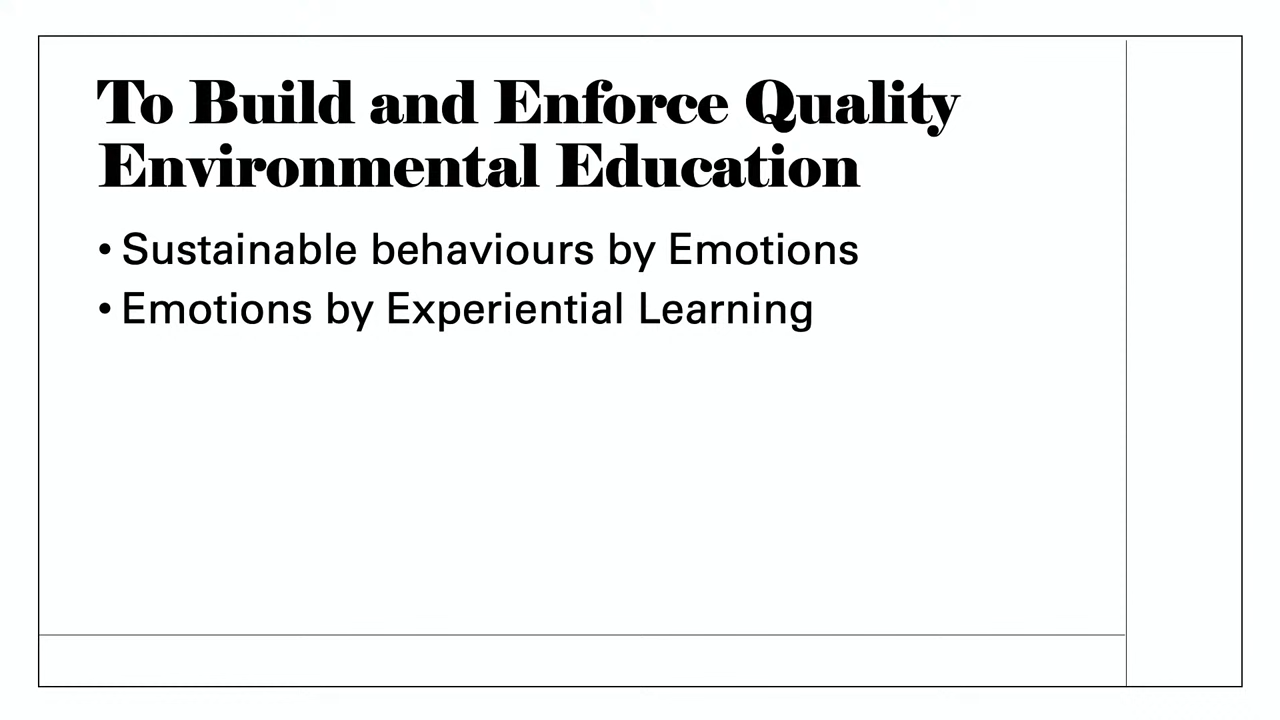 To Build and Enforce Quality
Environmental Education
• Sustainable behaviours by Emotions
• Emotions by Experiential Learning